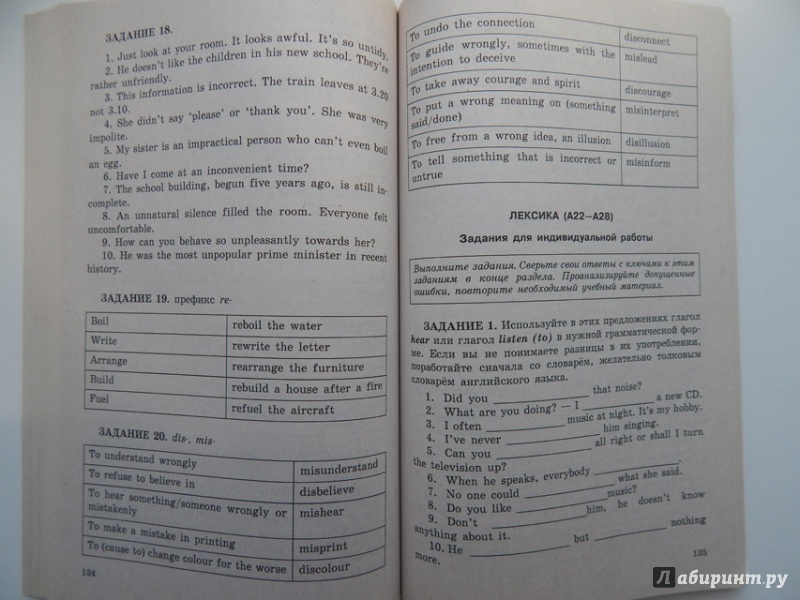 ЗАДАНИЕ 18.
1. Just look at your room. It looks awful. It's so untidy.
2. He doesn't like the children in his new school. They're
rather unfriendly.
3. This information is incorrect. The train leaves at 3.20
not 3.10.
4. She didn't say 'please' or 'thank you'. She was very
impolite.
5. My sister is an impractical person who can't even boil
an egg.
6. Have I come at an inconvenient time?
7. The school building, begun five years ago, is still in-
complete.
8. An unnatural silence filled the room. Everyone felt
uncomfortable.
9. How can you behave so unpleasantly towards her?
10. He was the most unpopular prime minister in recent
history.
ЗАДАНИЕ 19. префикс re-
Boil reboil the water
Write rewrite the letter
Arrange rearrange the furniture
Build rebuild a house after a fire
Fuel refuel the aircraft
ЗАДАНИЕ 20. dis-, mis-
To understand wrongly misunderstand
To refuse to believe in disbelieve
To hear something/someone wrongly or
mistakenly mishear
To make a mistake in printing misprint
To (cause to) change colour for the worse discolour
134
To undo the connection disconnect
To guide wrongly, sometimes with the
intention to deceive mislead
To take away courage and spirit discourage
To put a wrong meaning on (something
said/done) misinterpret
To free from a wrong idea, an illusion disillusion
To tell something that is incorrect or
untrue misinform
ЛЕКСИКА (А22—А28)
Задания для индивидуальной работы
Выполните задания. Сверьте свои ответы с ключами к этим
заданиям в конце раздела. Проанализируйте допущенные
ошибки, повторите необходимый учебный материал.
ЗАДАНИЕ 1. Используйте в этих предложениях глагол
hear или глагол listen (to) в нужной грамматической фор-
ме. Если вы не понимаете разницы в их употреблении,
поработайте сначала со словарём, желательно толковым
словарём английского языка.
1. Did you ____ that noise?
2. What are you doing? — I ____ a new CD.
3. I often ____ music at night. It's my hobby.
4. I've never ____ him singing.
5. Can you ____ all right or shall I turn
the television up?
6. When he speaks, everybody ____.
7. No one could ____ what she said.
8. Do you like ____ music?
9. Don't ____ him, he doesn't know
anything about it.
10. He ____ but ____ nothing
more.
135
Лабиринт.ру